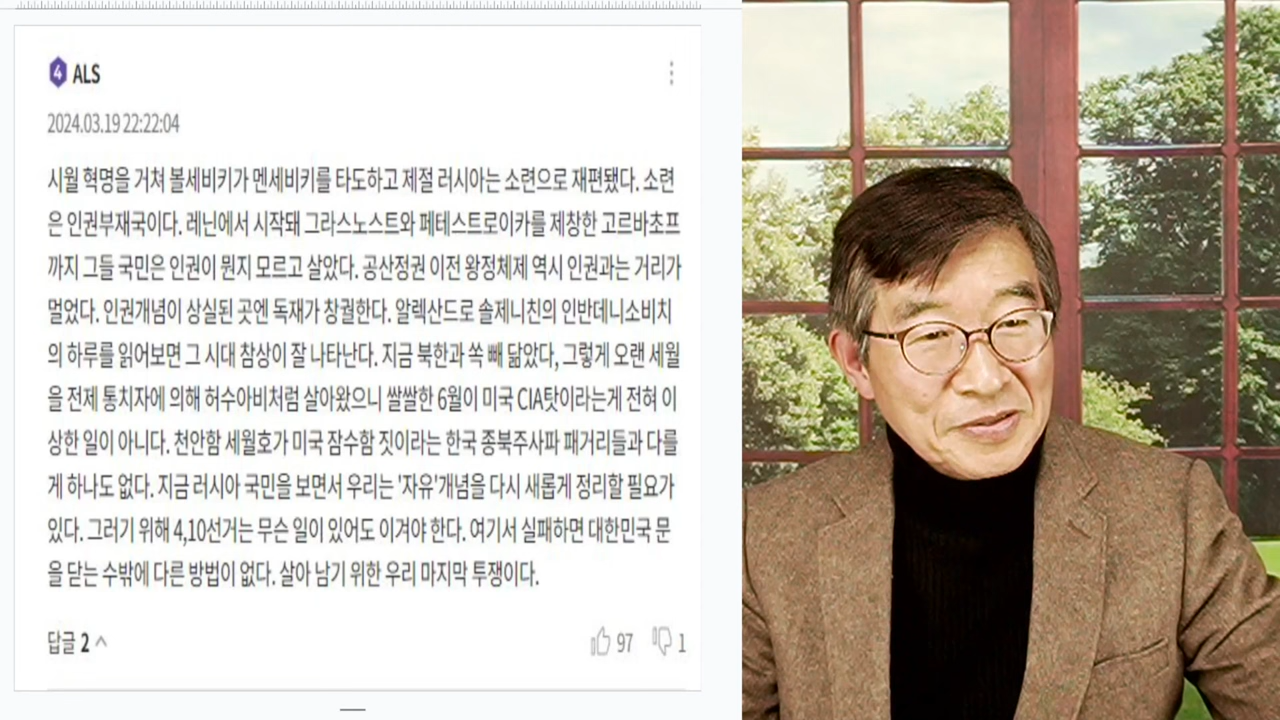 4 ALS
2024.03.19 22:22:04
시월 혁명을 거쳐 볼세비키가 멘세비키를 타도하고 제절 러시아는 소련으로 재편됐다. 소련
은 인권부재국이다. 레닌에서 시작돼 그라스노스트와 페테스트로이카를 제창한 고르바초프
까지 그들 국민은 인권이 뭔지 모르고 살았다. 공산정권 이전 왕정체제 역시 인권과는 거리가
멀었다. 인권개념이 상실된 곳엔 독재가 창궐한다. 알렉산드로 솔제니친의 인반데니소비치
의 하루를 읽어보면 그 시대 참상이 잘 나타난다. 지금 북한과 쏙 빼 닮았다, 그렇게 오랜 세월
을 전제 통치자에 의해 허수아비처럼 살아왔으니 쌀쌀한 6월이 미국 CIA탓이라는게 전혀 이
상한 일이 아니다. 천안함 세월호가 미국 잠수함 짓이라는 한국 종북주사파 패거리들과 다를
게 하나도 없다. 지금 러시아 국민을 보면서 우리는 '자유'개념을 다시 새롭게 정리할 필요가
있다. 그러기 위해 4,10선거는 무슨 일이 있어도 이겨야 한다. 여기서 실패하면 대한민국 문
을 닫는 수밖에 다른 방법이 없다. 살아 남기 위한 우리 마지막 투쟁이다.
답글 2 97 1